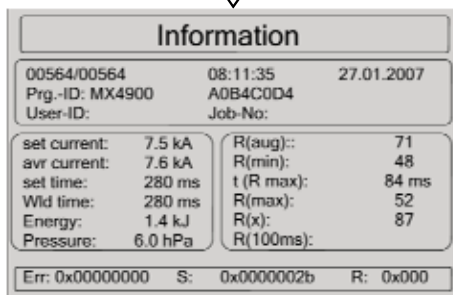 Information
00564/00564 08:11:35 27.01.2007
Prg.-ID: MX4900 A0B4C0D4
User-ID: Job-No:
set current: 7.5 kA R(aug):: 71
avr current: 7.6 kA R(min): 48
set time: 280 ms t (R max): 84 ms
Wld time: 280 ms R(max): 52
Energy: 1.4 kJ R(x): 87
Pressure: 6.0 hPa R(100ms):
Err: 0x00000000 S: 0x0000002b R: 0x000